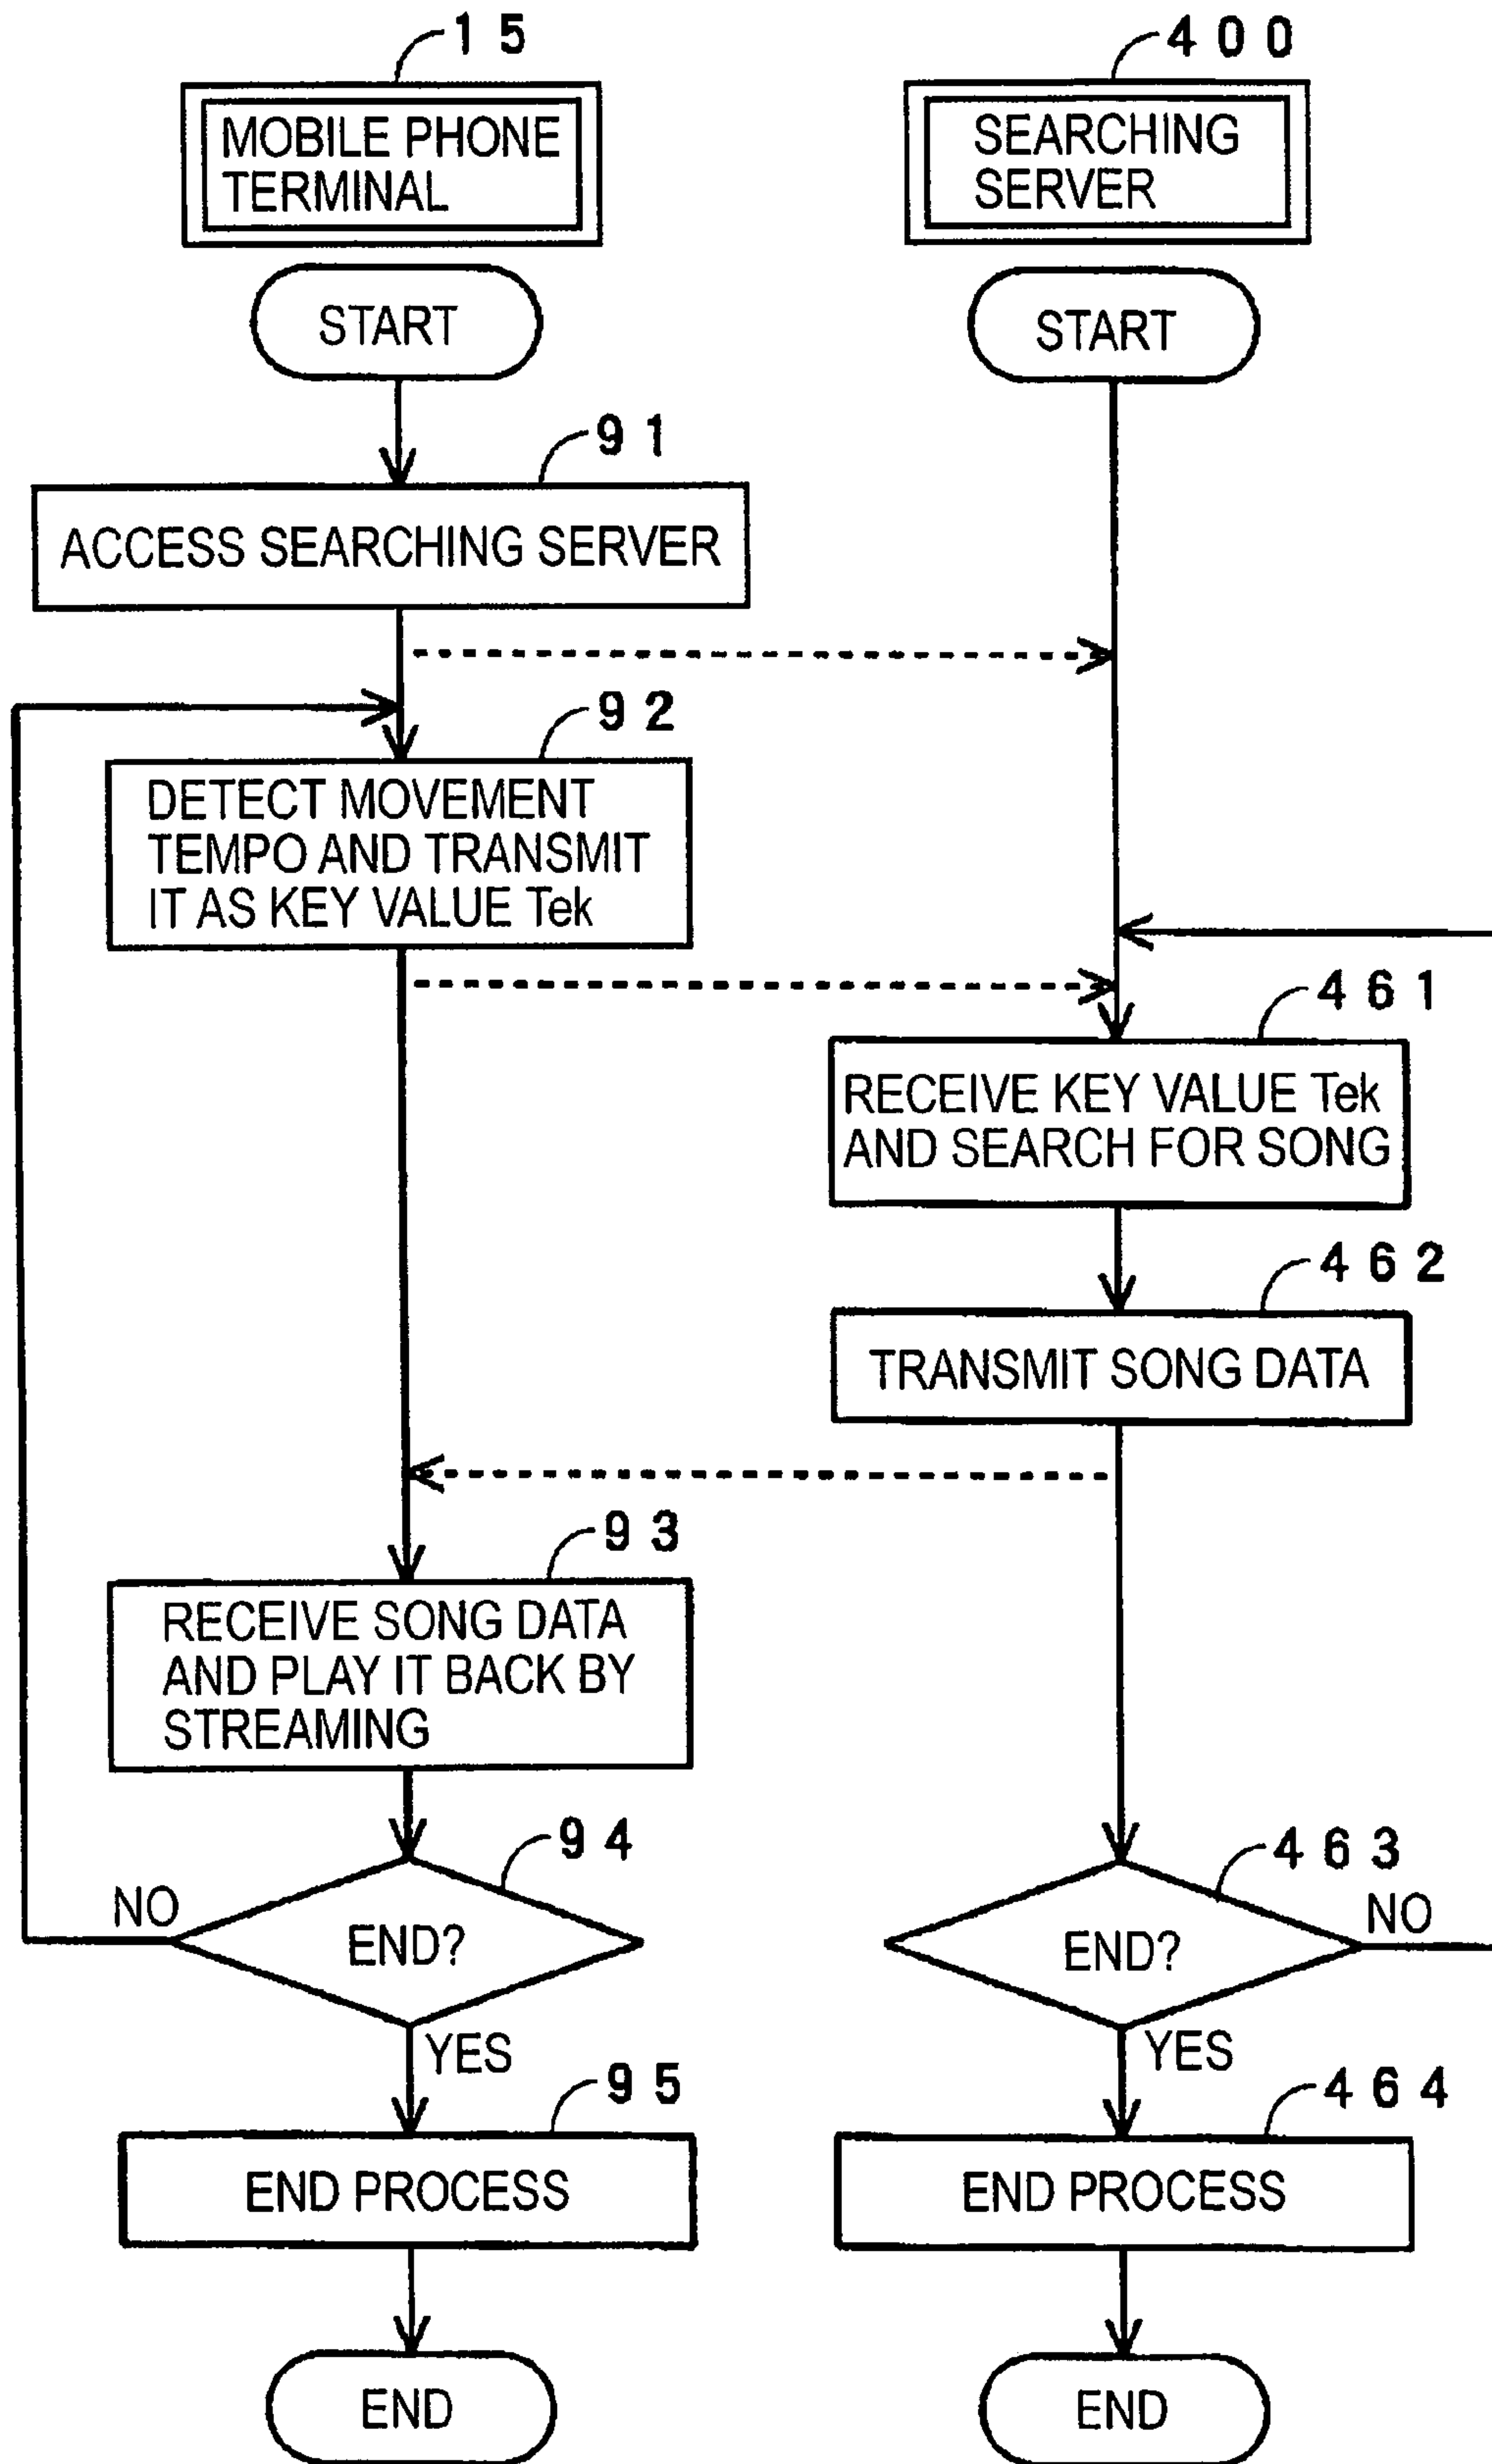 15
MOBILE PHONE
TERMINAL
START
91
ACCESS SEARCHING SERVER
92
DETECT MOVEMENT
TEMPO AND TRANSMIT
IT AS KEY VALUE Tek
93
RECEIVE SONG DATA
AND PLAY IT BACK BY
STREAMING
94
END?
NO
YES
95
END PROCESS
END
400
SEARCHING
SERVER
START
461
RECEIVE KEY VALUE Tek
AND SEARCH FOR SONG
462
TRANSMIT SONG DATA
463
END?
NO
YES
464
END PROCESS
END